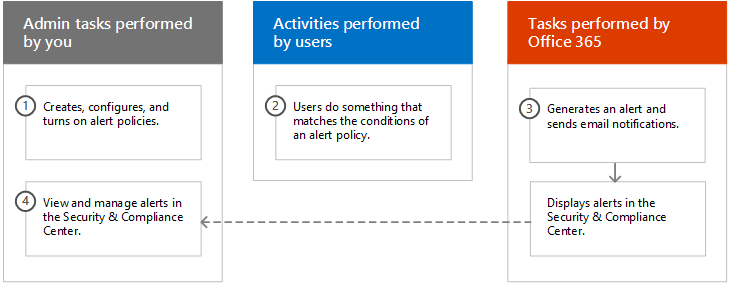 Admin tasks performed
by you
1
Creates, configures, and
turns on alert policies.
4
View and manage alerts in
the Security & Compliance
Center.
Activities performed
by users
2
Users do something that
matches the conditions of
an alert policy.
Tasks performed by
Office 365
3
Generates an alert and
sends email notifications.
Displays alerts in the
Security & Compliance
Center.